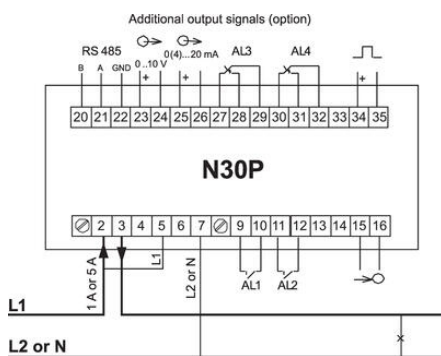 Additional output signals (option)
RS 485
0(4)...20 mA
AL3
AL4
B A GND 0..10 V
+ + +
20 21 22 23 24 25 26 27 28 29 30 31 32 33 34 35
N30P
2 3 4 5 6 7 9 10 11 12 13 14 15 16
1 A or 5 A
L1
L2 or N
AL1
AL2
L1
L2 or N